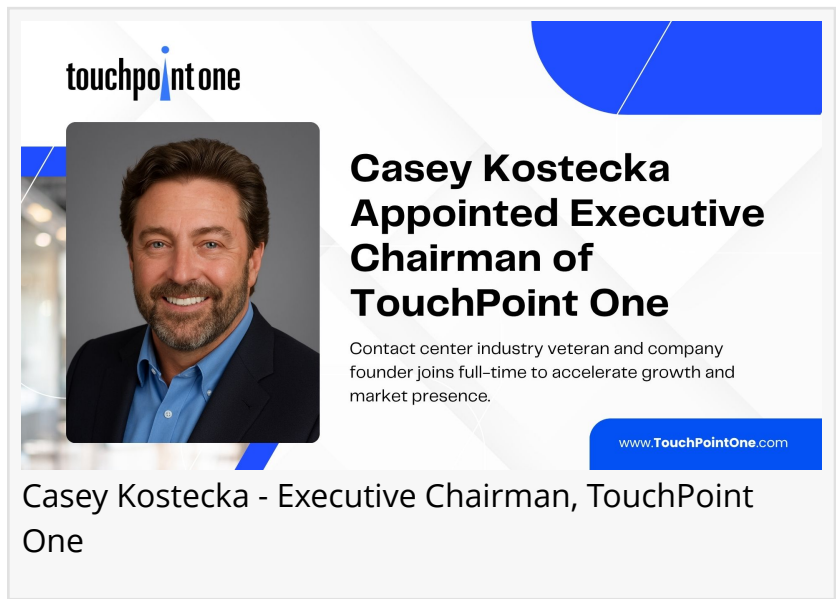 touchpoint one
Casey Kostecka
Appointed Executive
Chairman of
TouchPoint One
Contact center industry veteran and company
founder joins full-time to accelerate growth and
market presence.
www.TouchPointOne.com
Casey Kostecka - Executive Chairman, TouchPoint
One